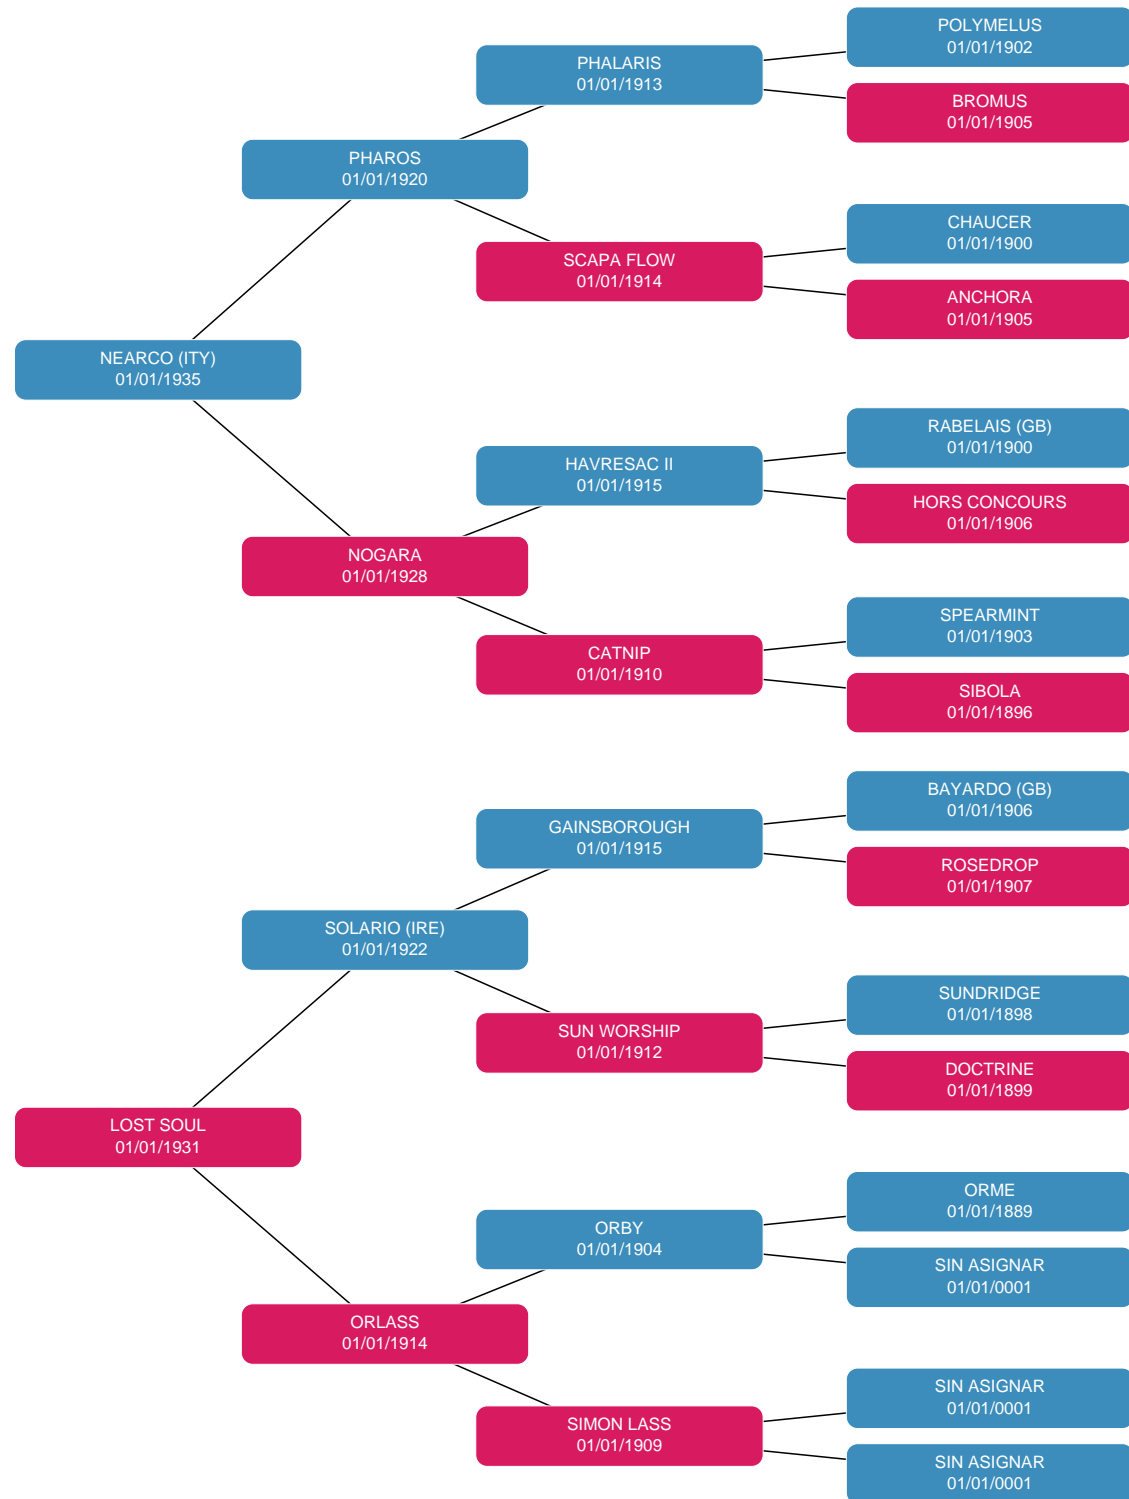 POLYMELUS
01/01/1902
PHALARIS
01/01/1913
BROMUS
01/01/1905
PHAROS
01/01/1920
CHAUCER
01/01/1900
SCAPA FLOW
01/01/1914
ANCHORA
01/01/1905
NEARCO (ITY)
01/01/1935
RABELAIS (GB)
01/01/1900
HAVRESAC II
01/01/1915
HORS CONCOURS
01/01/1906
NOGARA
01/01/1928
SPEARMINT
01/01/1903
CATNIP
01/01/1910
SIBOLA
01/01/1896
BAYARDO (GB)
01/01/1906
GAINSBOROUGH
01/01/1915
ROSEDROP
01/01/1907
SOLARIO (IRE)
01/01/1922
SUNDRIDGE
01/01/1898
SUN WORSHIP
01/01/1912
DOCTRINE
01/01/1899
LOST SOUL
01/01/1931
ORME
01/01/1889
ORBY
01/01/1904
SIN ASIGNAR
01/01/0001
ORLASS
01/01/1914
SIN ASIGNAR
01/01/0001
SIMON LASS
01/01/1909
SIN ASIGNAR
01/01/0001